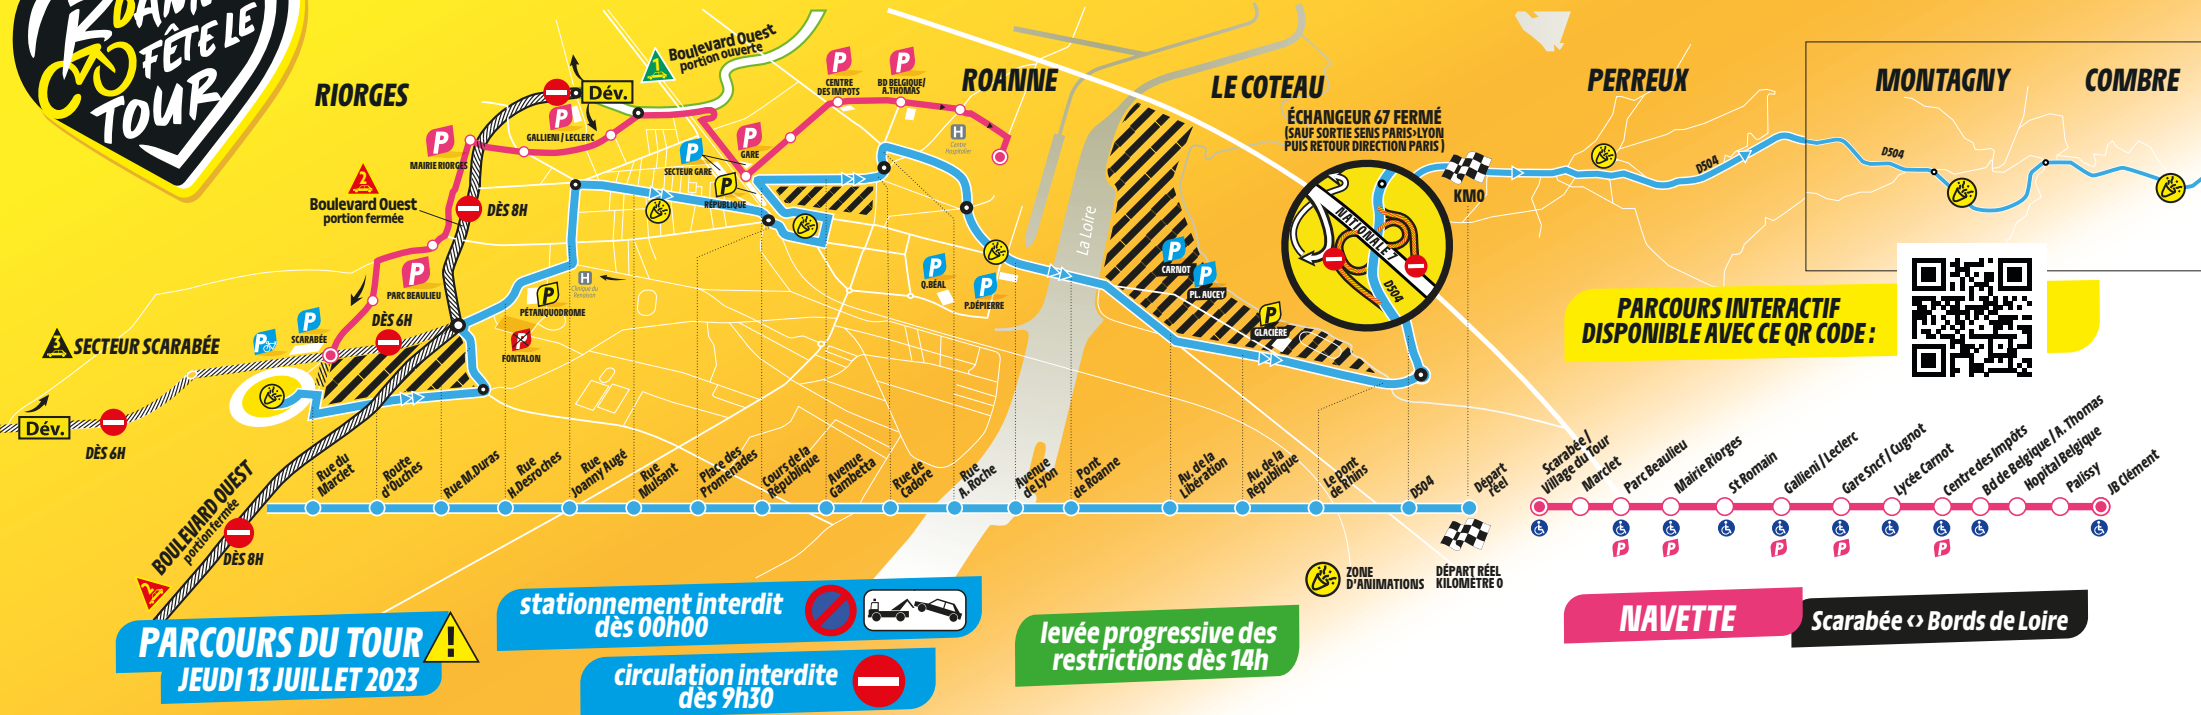 ROANNE
FÊTE LE
TOUR
RIORGES
ROANNE
LE COTEAU
PERREUX
MONTAGNY
COMBRE
1
Boulevard Ouest
portion ouverte
Dév.
P
GALLIENI / LECLERC
P
MAIRIE RIORGES
2
Boulevard Ouest
portion fermée
DÈS 8H
P
PARC BEAULIEU
DÈS 6H
P
SCARABÉE
P
3
SECTEUR SCARABÉE
Dév.
DÈS 6H
P
CENTRE
DES IMPOTS
P
BD BELGIQUE/
A.THOMAS
H
Centre
Hospitalier
P
GARE
P
SECTEUR GARE
P
RÉPUBLIQUE
H
Clinique du
Renaison
P
PÉTANQUODROME
P
FONTALON
P
Q.BÉAL
P
P.DÉPIERRE
La Loire
P
CARNOT
P
PL. AUCEY
P
GLACIÈRE
ÉCHANGEUR 67 FERMÉ
(SAUF SORTIE SENS PARIS>LYON
PUIS RETOUR DIRECTION PARIS )
NATIONALE 7
D504
KM0
D504
D504
PARCOURS INTERACTIF
DISPONIBLE AVEC CE QR CODE :
BOULEVARD OUEST
portion fermée
DÈS 8H
2
Rue du
Marclet
Route
d'Ouches
Rue M.Duras
Rue
H.Desroches
Rue
Joanny Augé
Rue
Mulsant
Place des
Promenades
Cours de la
République
Avenue
Gambetta
Rue de
Cadore
Rue
A. Roche
Avenue
de Lyon
Pont
de Roanne
Av. de la
Libération
Av. de la
République
Le pont
de Rhins
D504
Départ
réel
Scarabée /
Village du Tour
Marclet
Parc Beaulieu
Mairie Riorges
St Romain
Gallieni / Leclerc
Gare Sncf / Cugnot
Lycée Carnot
Centre des Impôts
Bd de Belgique / A. Thomas
Hopital Belgique
Palissy
JB Clément
P
P
P
P
P
ZONE
D'ANIMATIONS
DÉPART RÉEL
KILOMÈTRE 0
PARCOURS DU TOUR
JEUDI 13 JUILLET 2023
stationnement interdit
dès 00h00
circulation interdite
dès 9h30
levée progressive des
restrictions dès 14h
NAVETTE
Scarabée <> Bords de Loire